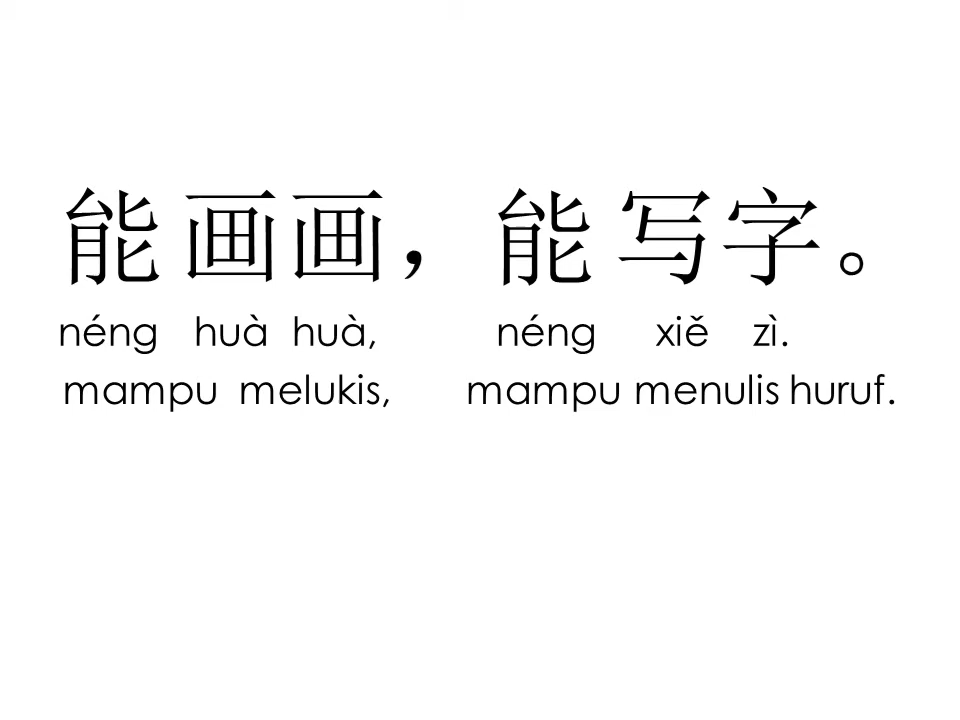 能画画，能写字。
néng huà huà, néng xiě zì.
mampu melukis, mampu menulis huruf.